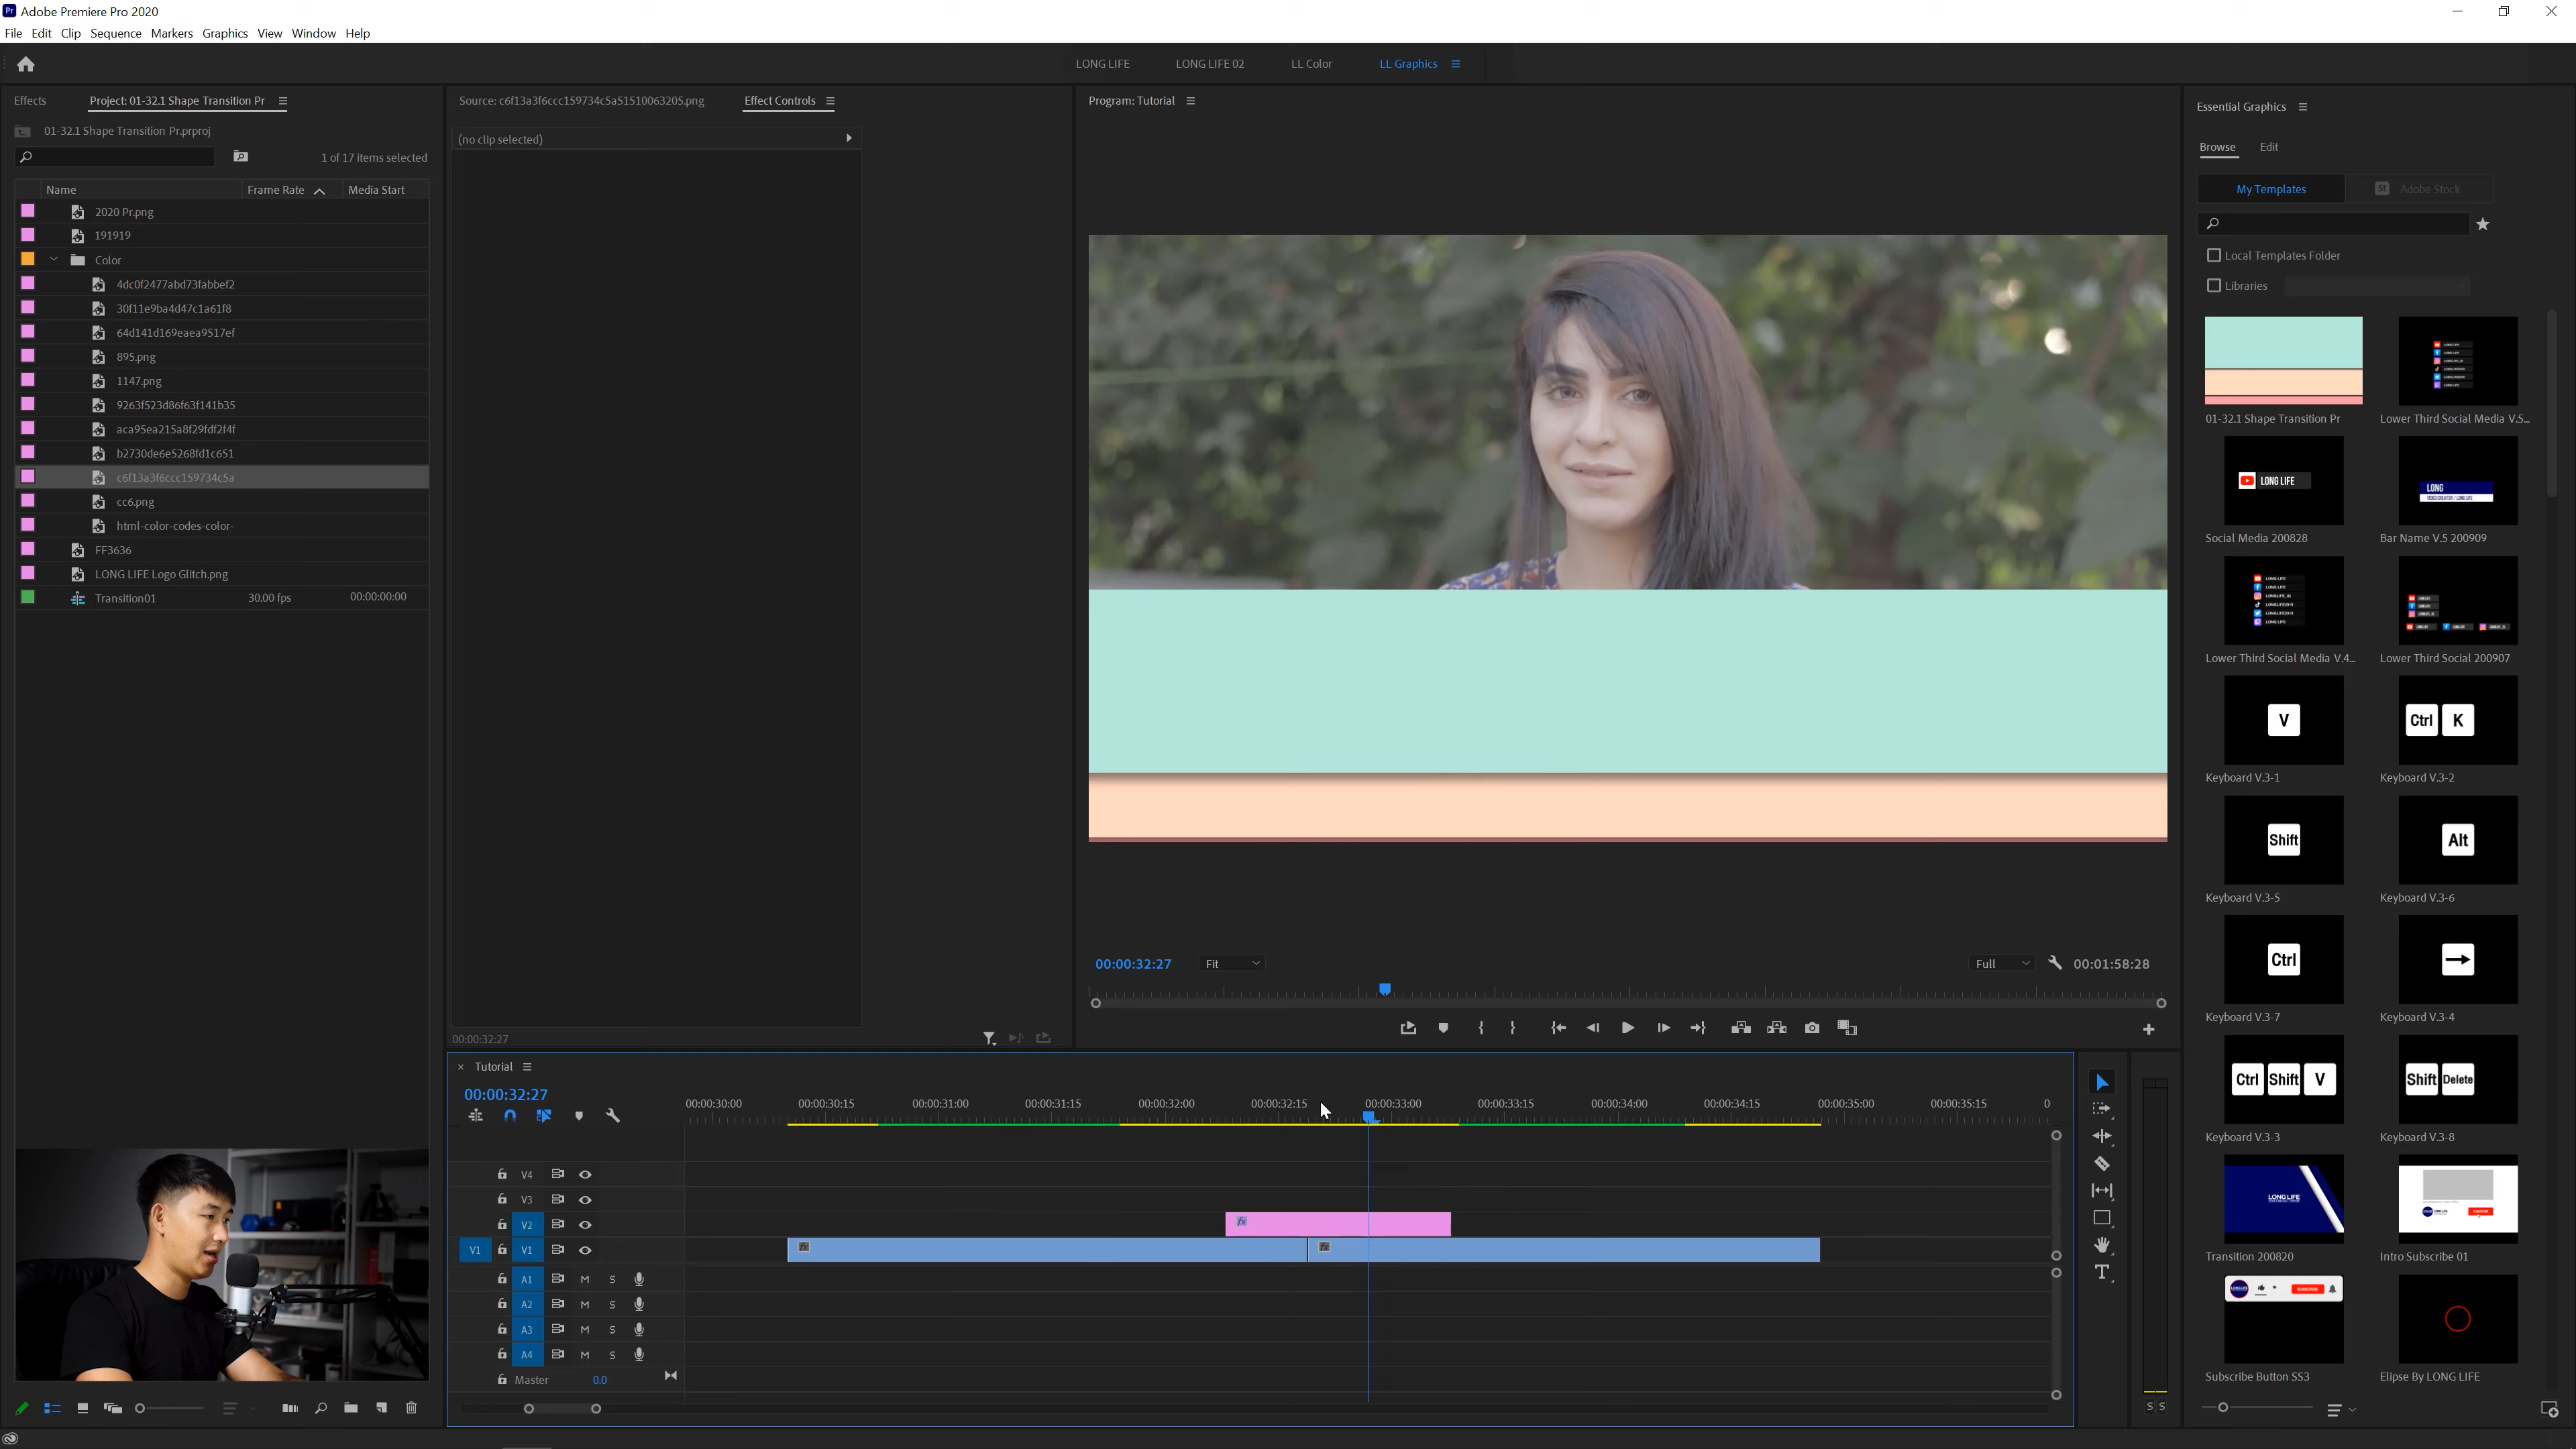 Pr Adobe Premiere Pro 2020
File Edit Clip Sequence Markers Graphics View Window Help
LONG LIFE LONG LIFE 02 LL Color LL Graphics
Effects Project: 01-32.1 Shape Transition Pr
01-32.1 Shape Transition Pr.prproj
1 of 17 items selected
Name Frame Rate Media Start
2020 Pr.png
191919
Color
4dc0f2477abd73fabbef2
30f11e9ba4d47c1a61f8
64d141d169eaea9517ef
895.png
1147.png
9263f523d86f63f141b35
aca95ea215a8f29fdf2f4f
b2730de6e5268fd1c651
c6f13a3f6ccc159734c5a
cc6.png
html-color-codes-color-
FF3636
LONG LIFE Logo Glitch.png
Transition01 30.00 fps 00:00:00:00
Source: c6f13a3f6ccc159734c5a51510063205.png Effect Controls
(no clip selected)
00:00:32:27
Program: Tutorial
00:00:32:27 Fit Full 00:01:58:28
Essential Graphics
Browse Edit
My Templates St Adobe Stock
Local Templates Folder
Libraries
01-32.1 Shape Transition Pr Lower Third Social Media V.5...
LONG LIFE LONG
Social Media 200828 Bar Name V.5 200909
Lower Third Social Media V.4... Lower Third Social 200907
V Ctrl K
Keyboard V.3-1 Keyboard V.3-2
Shift Alt
Keyboard V.3-5 Keyboard V.3-6
Ctrl
Keyboard V.3-7 Keyboard V.3-4
Ctrl Shift V Shift Delete
Keyboard V.3-3 Keyboard V.3-8
LONG LIFE
Transition 200820 Intro Subscribe 01
Subscribe Button SS3 Elipse By LONG LIFE
Tutorial
00:00:32:27
00:00:30:00 00:00:30:15 00:00:31:00 00:00:31:15 00:00:32:00 00:00:32:15 00:00:33:00 00:00:33:15 00:00:34:00 00:00:34:15 00:00:35:00 00:00:35:15 0
V4
V3
V2 fx
V1 V1 fx fx
A1 M S
A2 M S
A3 M S
A4 M S
Master 0.0
S S